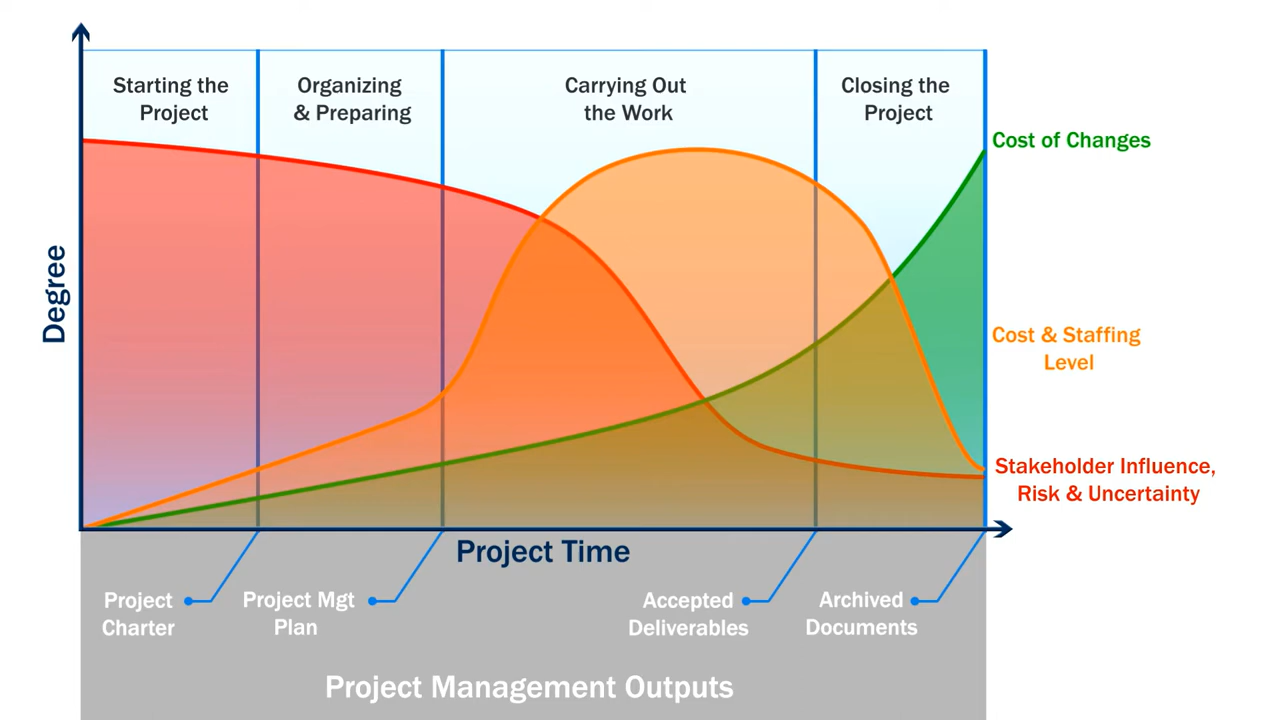 Starting the
Project
Organizing
& Preparing
Carrying Out
the Work
Closing the
Project
Cost of Changes
Degree
Cost & Staffing
Level
Stakeholder Influence,
Risk & Uncertainty
Project Time
Project
Charter
Project Mgt
Plan
Accepted
Deliverables
Archived
Documents
Project Management Outputs